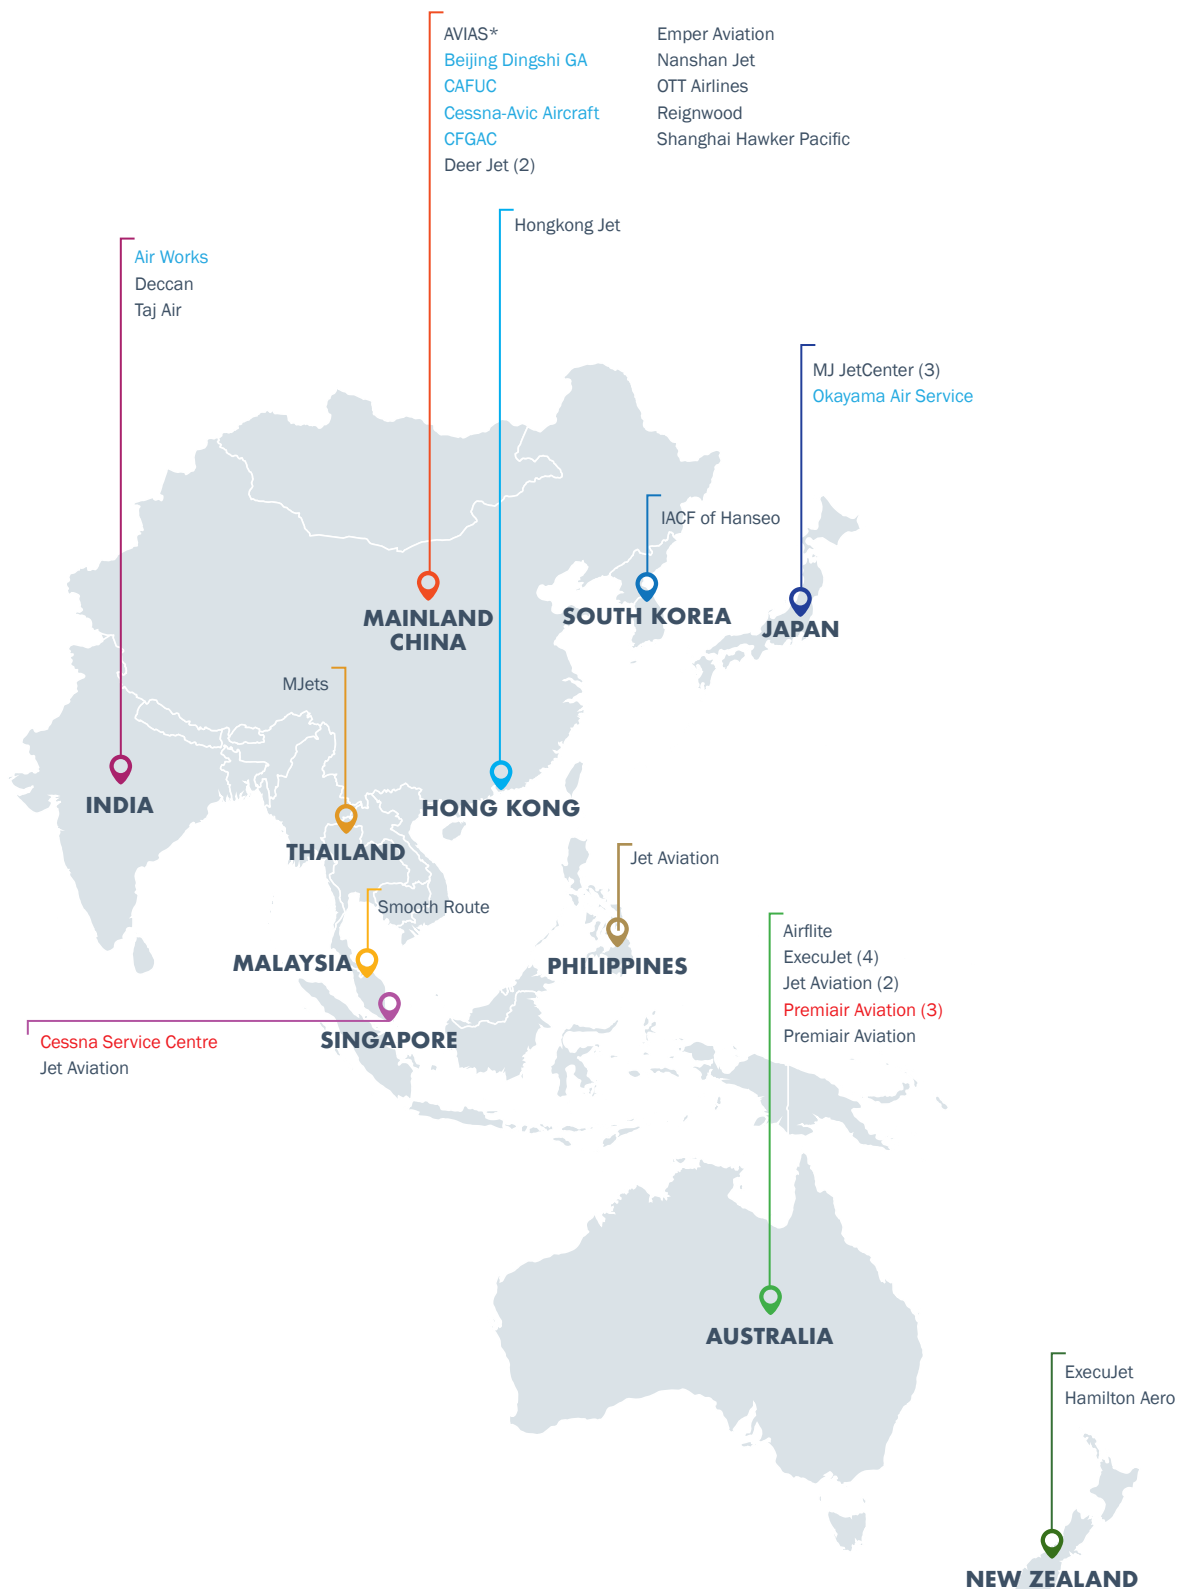 AVIAS*
Beijing Dingshi GA
CAFUC
Cessna-Avic Aircraft
CFGAC
Deer Jet (2)
Emper Aviation
Nanshan Jet
OTT Airlines
Reignwood
Shanghai Hawker Pacific
Hongkong Jet
Air Works
Deccan
Taj Air
MJ JetCenter (3)
Okayama Air Service
IACF of Hanseo
MAINLAND
CHINA
SOUTH KOREA
JAPAN
MJets
INDIA
HONG KONG
THAILAND
Jet Aviation
Smooth Route
MALAYSIA
PHILIPPINES
Airflite
ExecuJet (4)
Jet Aviation (2)
Premiair Aviation (3)
Premiair Aviation
SINGAPORE
Cessna Service Centre
Jet Aviation
AUSTRALIA
ExecuJet
Hamilton Aero
NEW ZEALAND